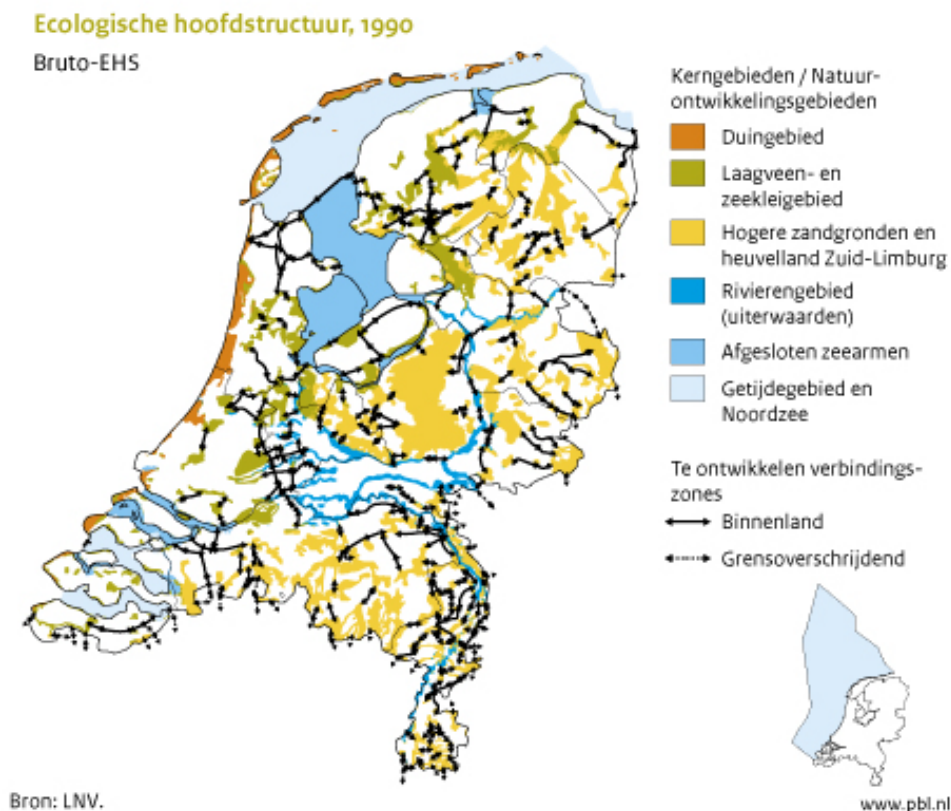 Ecologische hoofdstructuur, 1990
Bruto-EHS
Kerngebieden / Natuur-
ontwikkelingsgebieden
Duingebied
Laagveen- en
zeekleigebied
Hogere zandgronden en
heuvelland Zuid-Limburg
Rivierengebied
(uiterwaarden)
Afgesloten zeearmen
Getijdegebied en
Noordzee
Te ontwikkelen verbindings-
zones
Binnenland
Grensoverschrijdend
Bron: LNV.
www.pbl.nl